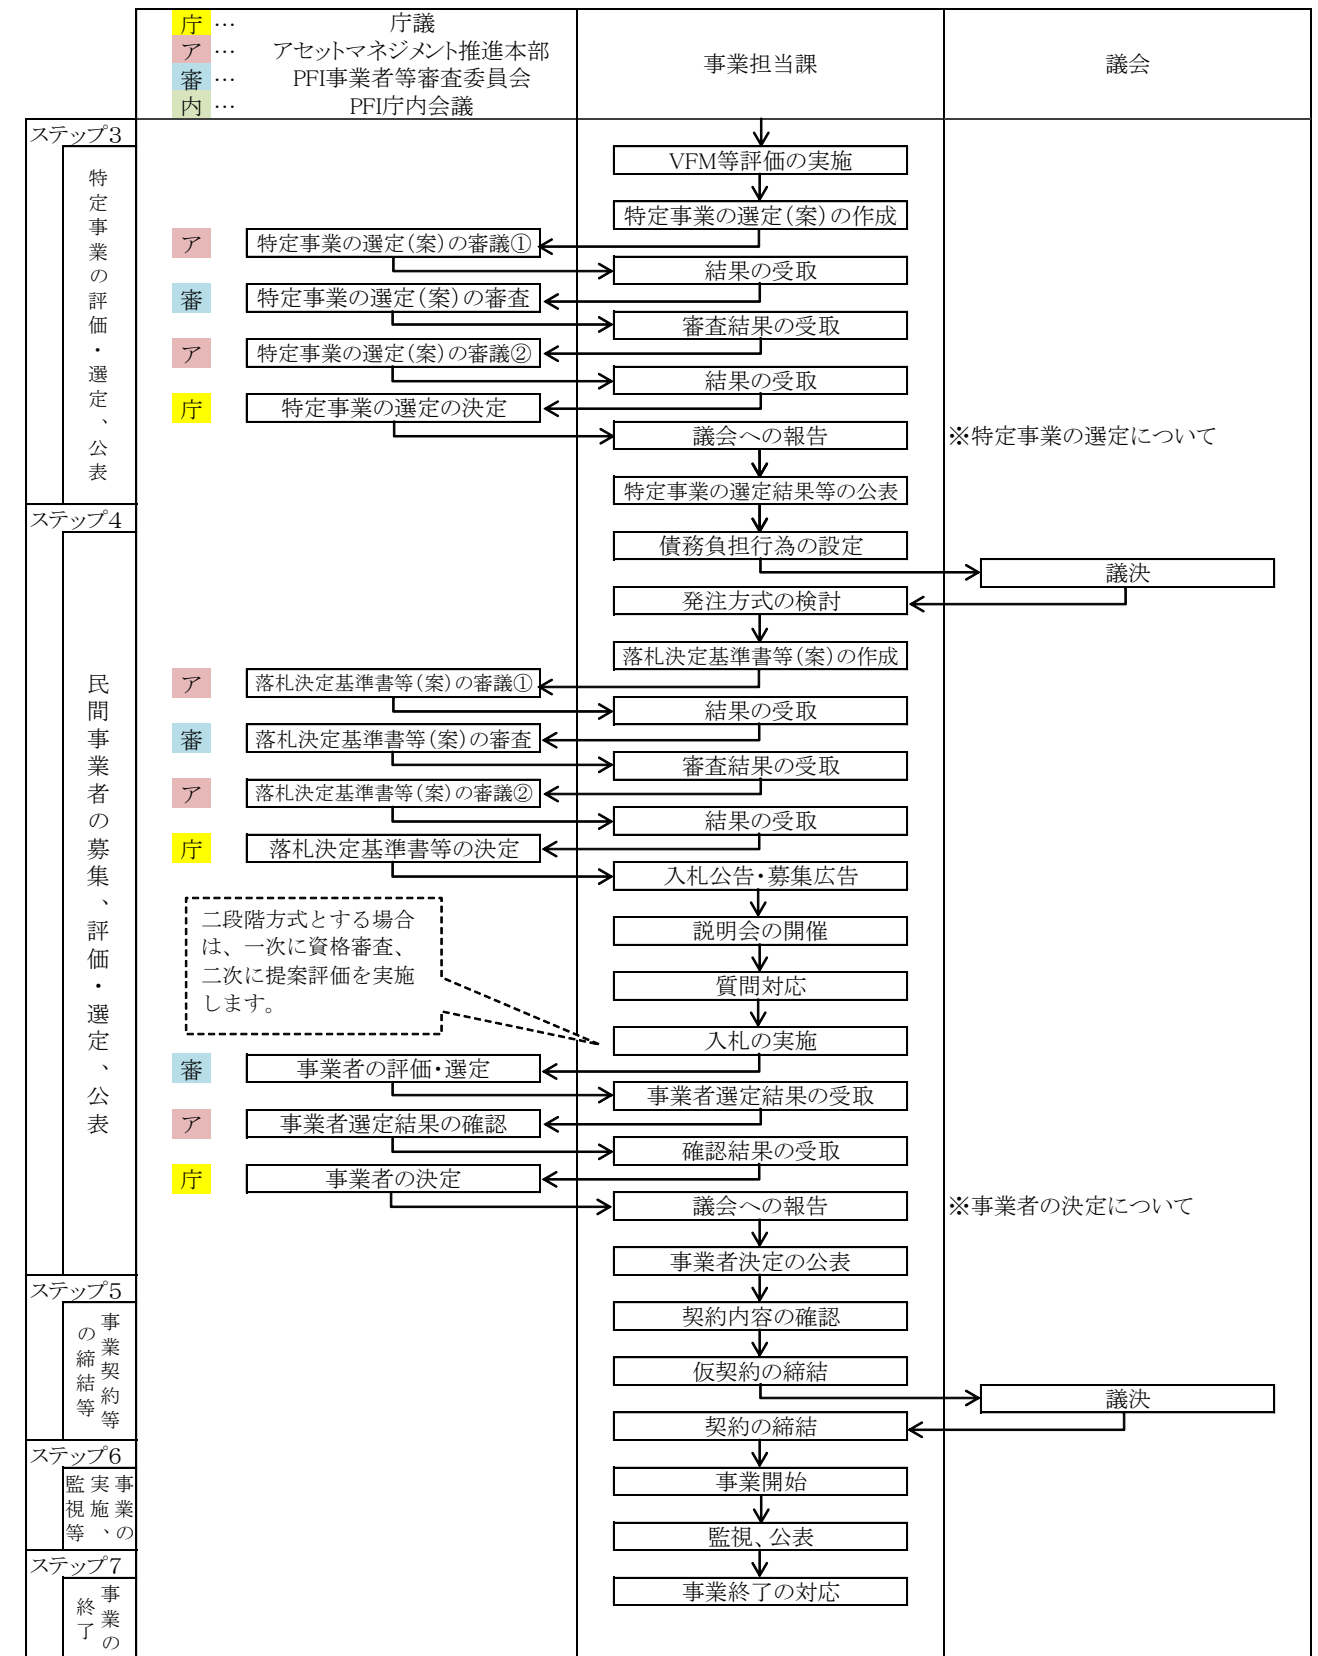 庁 … 庁議
ア … アセットマネジメント推進本部
審 … PFI事業者等審査委員会
内 … PFI庁内会議
事業担当課
議会
ステップ3
特定事業の評価・選定、公表
VFM等評価の実施
特定事業の選定(案)の作成
ア 特定事業の選定(案)の審議①
結果の受取
審 特定事業の選定(案)の審査
審査結果の受取
ア 特定事業の選定(案)の審議②
結果の受取
庁 特定事業の選定の決定
議会への報告 ※特定事業の選定について
特定事業の選定結果等の公表
ステップ4
民間事業者の募集、評価・選定、公表
債務負担行為の設定
議決
発注方式の検討
落札決定基準書等(案)の作成
ア 落札決定基準書等(案)の審議①
結果の受取
審 落札決定基準書等(案)の審査
審査結果の受取
ア 落札決定基準書等(案)の審議②
結果の受取
庁 落札決定基準書等の決定
入札公告・募集広告
二段階方式とする場合
は、一次に資格審査、
二次に提案評価を実施
します。
説明会の開催
質問対応
入札の実施
審 事業者の評価・選定
事業者選定結果の受取
ア 事業者選定結果の確認
確認結果の受取
庁 事業者の決定
議会への報告 ※事業者の決定について
事業者決定の公表
ステップ5
事業契約等
の締結等
契約内容の確認
仮契約の締結
議決
契約の締結
ステップ6
事業の
実施、
監視等
事業開始
監視、公表
ステップ7
事業の
終了
事業終了の対応